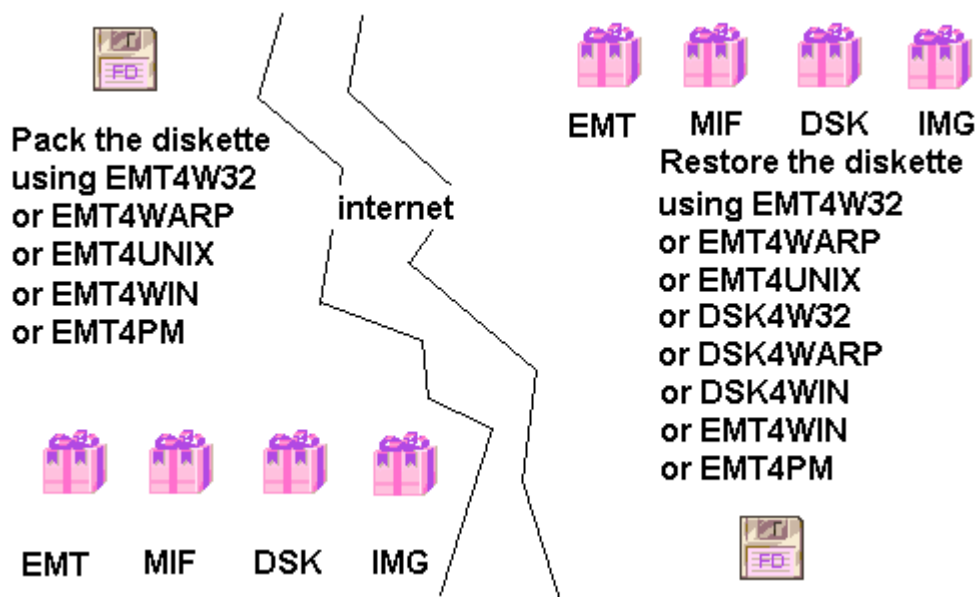 FD
Pack the diskette
using EMT4W32
or EMT4WARP
or EMT4UNIX
or EMT4WIN
or EMT4PM
EMT MIF DSK IMG
internet
EMT MIF DSK IMG
Restore the diskette
using EMT4W32
or EMT4WARP
or EMT4UNIX
or DSK4W32
or DSK4WARP
or DSK4WIN
or EMT4WIN
or EMT4PM
FD